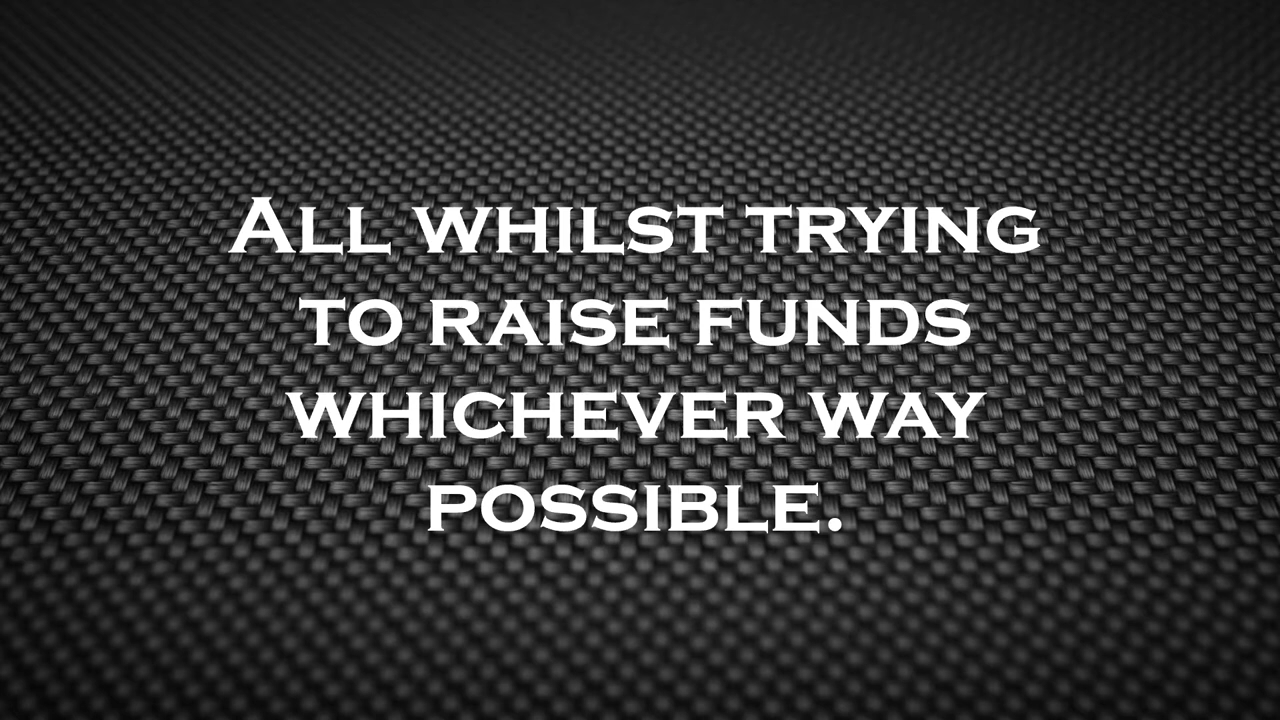 All whilst trying
to raise funds
whichever way
possible.